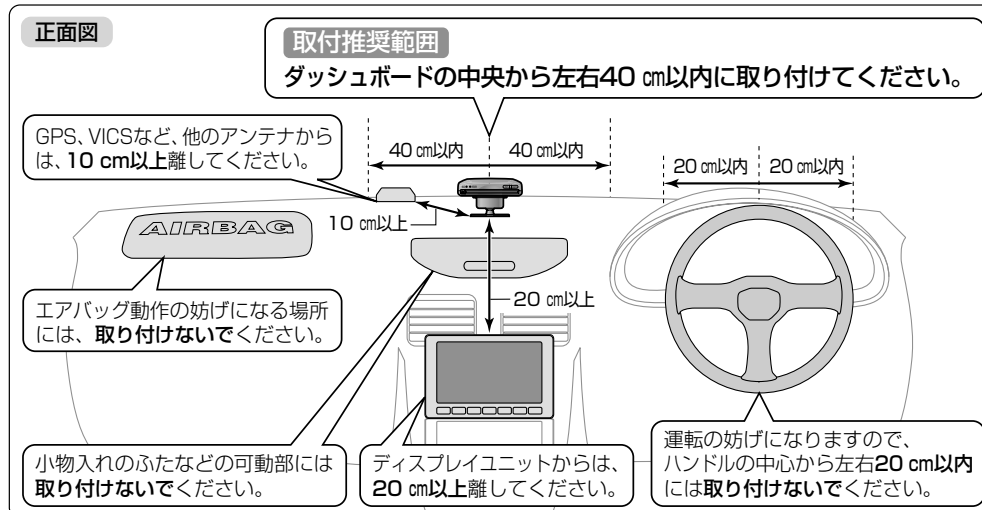 正面図
取付推奨範囲
ダッシュボードの中央から左右40 ㎝以内に取り付けてください。
GPS、VICSなど、他のアンテナから
は、10 cm以上離してください。
40 ㎝以内
40 ㎝以内
20 ㎝以内
20 ㎝以内
10 ㎝以上
AIRBAG
エアバッグ動作の妨げになる場所
には、取り付けないでください。
20 ㎝以上
小物入れのふたなどの可動部には
取り付けないでください。
ディスプレイユニットからは、
20 ㎝以上離してください。
運転の妨げになりますので、
ハンドルの中心から左右20 cm以内
には取り付けないでください。